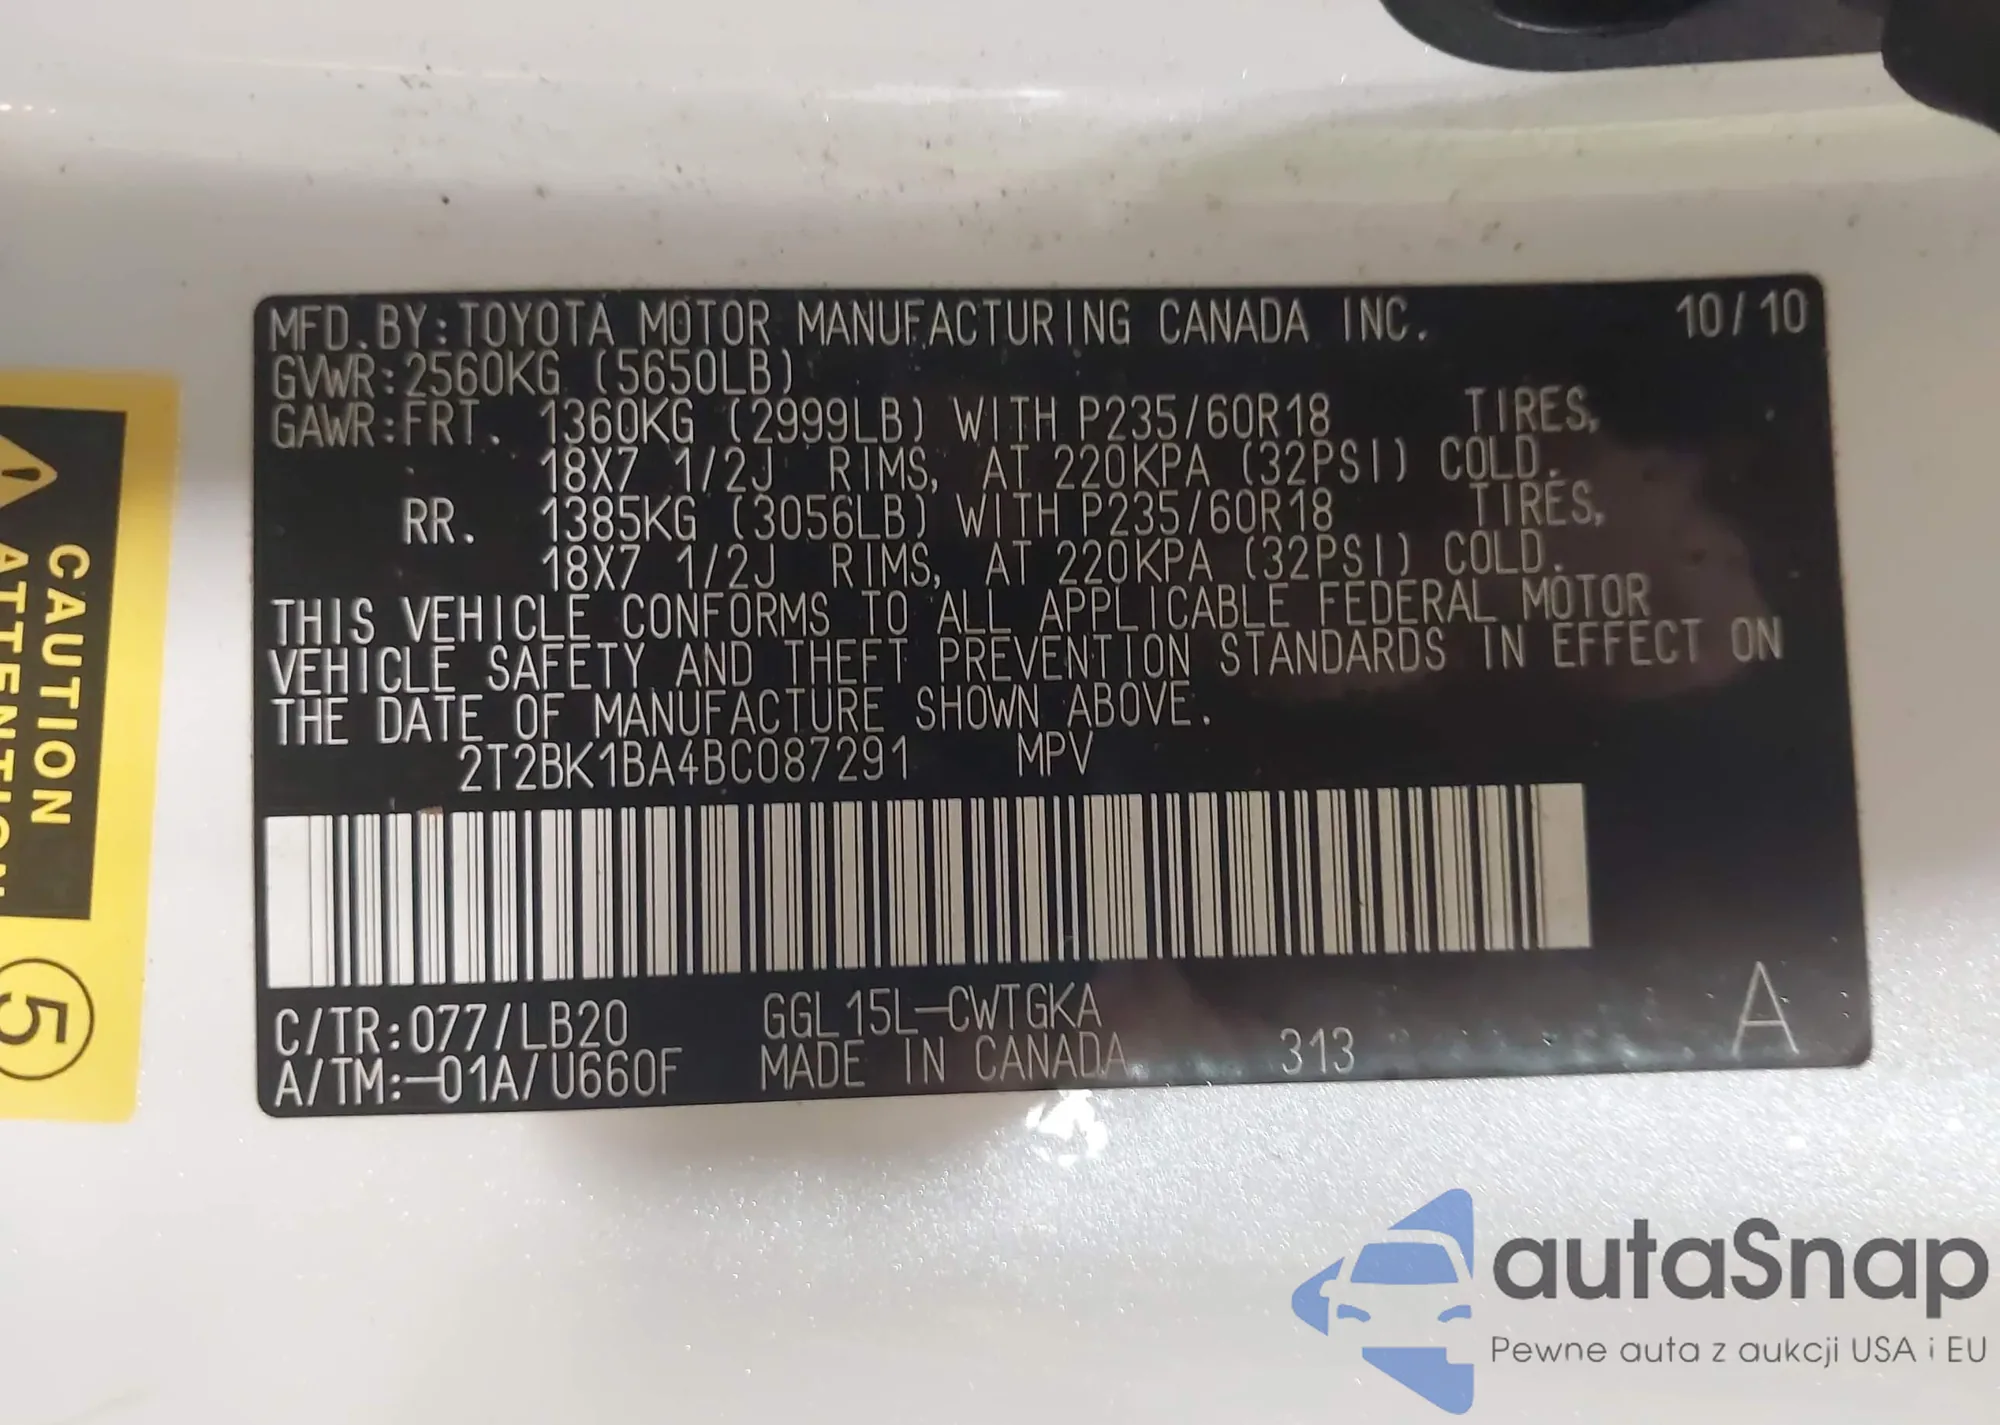 MFD.BY:TOYOTA MOTOR MANUFACTURING CANADA INC. 10/10
GVWR:2560KG (5650LB)
GAWR:FRT. 1360KG (2999LB) WITH P235/60R18 TIRES,
18X7 1/2J RIMS, AT 220KPA (32PSI) COLD.
RR. 1385KG (3056LB) WITH P235/60R18 TIRES,
18X7 1/2J RIMS, AT 220KPA (32PSI) COLD.
THIS VEHICLE CONFORMS TO ALL APPLICABLE FEDERAL MOTOR
VEHICLE SAFETY AND THEFT PREVENTION STANDARDS IN EFFECT ON
THE DATE OF MANUFACTURE SHOWN ABOVE.
2T2BK1BA4BC087291 MPV
C/TR:077/LB20 GGL15L-CWTGKA
A/TM:-01A/U660F MADE IN CANADA 313 A
CAUTION
ATTENTION
5
autaSnap
Pewne auta z aukcji USA i EU